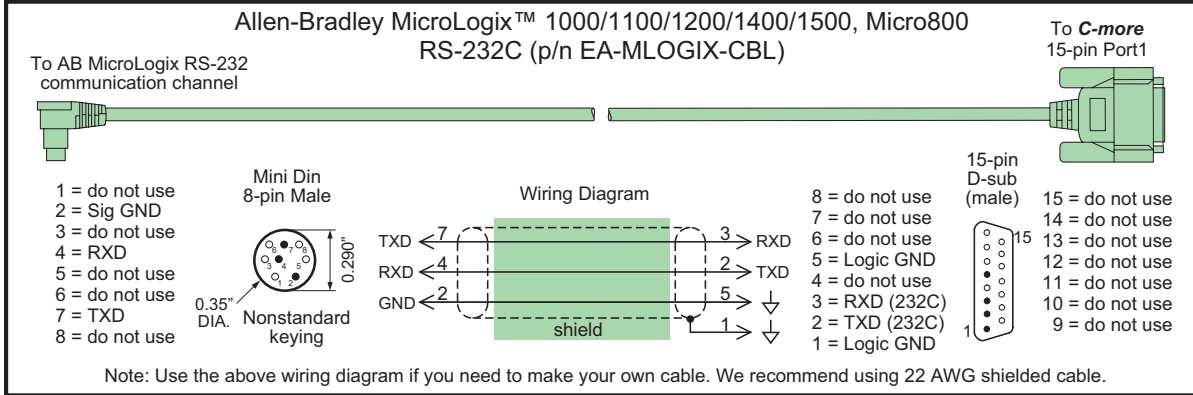 Allen-Bradley MicroLogix™ 1000/1100/1200/1400/1500, Micro800
RS-232C (p/n EA-MLOGIX-CBL)
To AB MicroLogix RS-232
communication channel
To C-more
15-pin Port1
1 = do not use
2 = Sig GND
3 = do not use
4 = RXD
5 = do not use
6 = do not use
7 = TXD
8 = do not use
Mini Din
8-pin Male
6 7 8
3 4 5
1 2
0.290"
0.35"
DIA.
Nonstandard
keying
Wiring Diagram
TXD 7 3 RXD
RXD 4 2 TXD
GND 2 5
shield 1
8 = do not use
7 = do not use
6 = do not use
5 = Logic GND
4 = do not use
3 = RXD (232C)
2 = TXD (232C)
1 = Logic GND
15-pin
D-sub
(male)
15
1
15 = do not use
14 = do not use
13 = do not use
12 = do not use
11 = do not use
10 = do not use
9 = do not use
Note: Use the above wiring diagram if you need to make your own cable. We recommend using 22 AWG shielded cable.